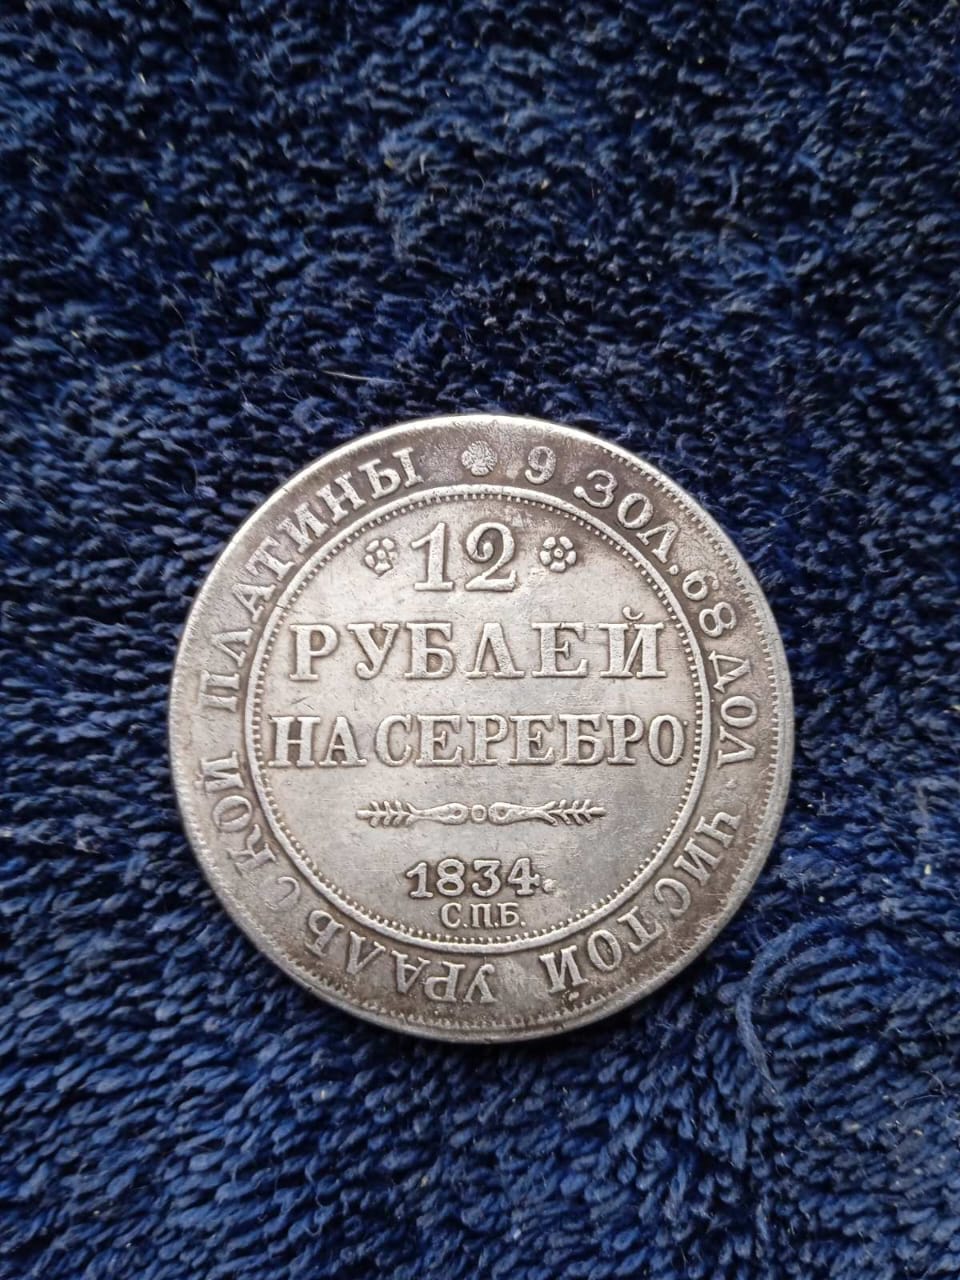 9 ЗОЛ. 68 ДОЛ. ЧИСТОЙ УРАЛЬСКОЙ ПЛАТИНЫ
12
РУБЛЕЙ
НА СЕРЕБРО
1834.
С.П.Б.